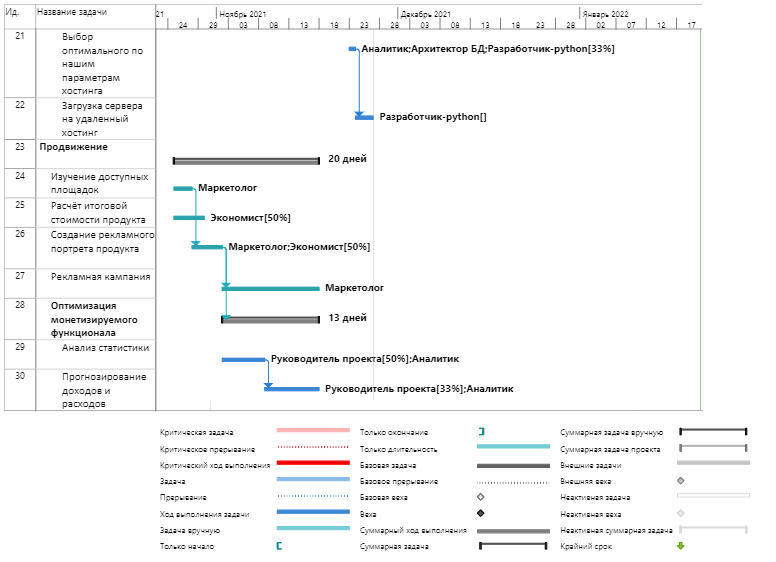 Ид.
Название задачи
21
Ноябрь 2021
Декабрь 2021
Январь 2022
24 29 03 08 13 18 23 28 03 08 13 18 23 28 02 07 12 17
21
Выбор
оптимального по
нашим
параметрам
хостинга
Аналитик;Архитектор БД;Разработчик-python[33%]
22
Загрузка сервера
на удаленный
хостинг
Разработчик-python[]
23
Продвижение
20 дней
24
Изучение доступных
площадок
Маркетолог
25
Расчёт итоговой
стоимости продукта
Экономист[50%]
26
Создание рекламного
портрета продукта
Маркетолог;Экономист[50%]
27
Рекламная кампания
Маркетолог
28
Оптимизация
монетизируемого
функционала
13 дней
29
Анализ статистики
Руководитель проекта[50%];Аналитик
30
Прогнозирование
доходов и
расходов
Руководитель проекта[33%];Аналитик
Критическая задача
Критическое прерывание
Критический ход выполнения
Задача
Прерывание
Ход выполнения задачи
Задача вручную
Только начало
Только окончание
Только длительность
Базовая задача
Базовое прерывание
Базовая веха
Веха
Суммарный ход выполнения
Суммарная задача
Суммарная задача вручную
Суммарная задача проекта
Внешние задачи
Внешняя веха
Неактивная задача
Неактивная веха
Неактивная суммарная задача
Крайний срок